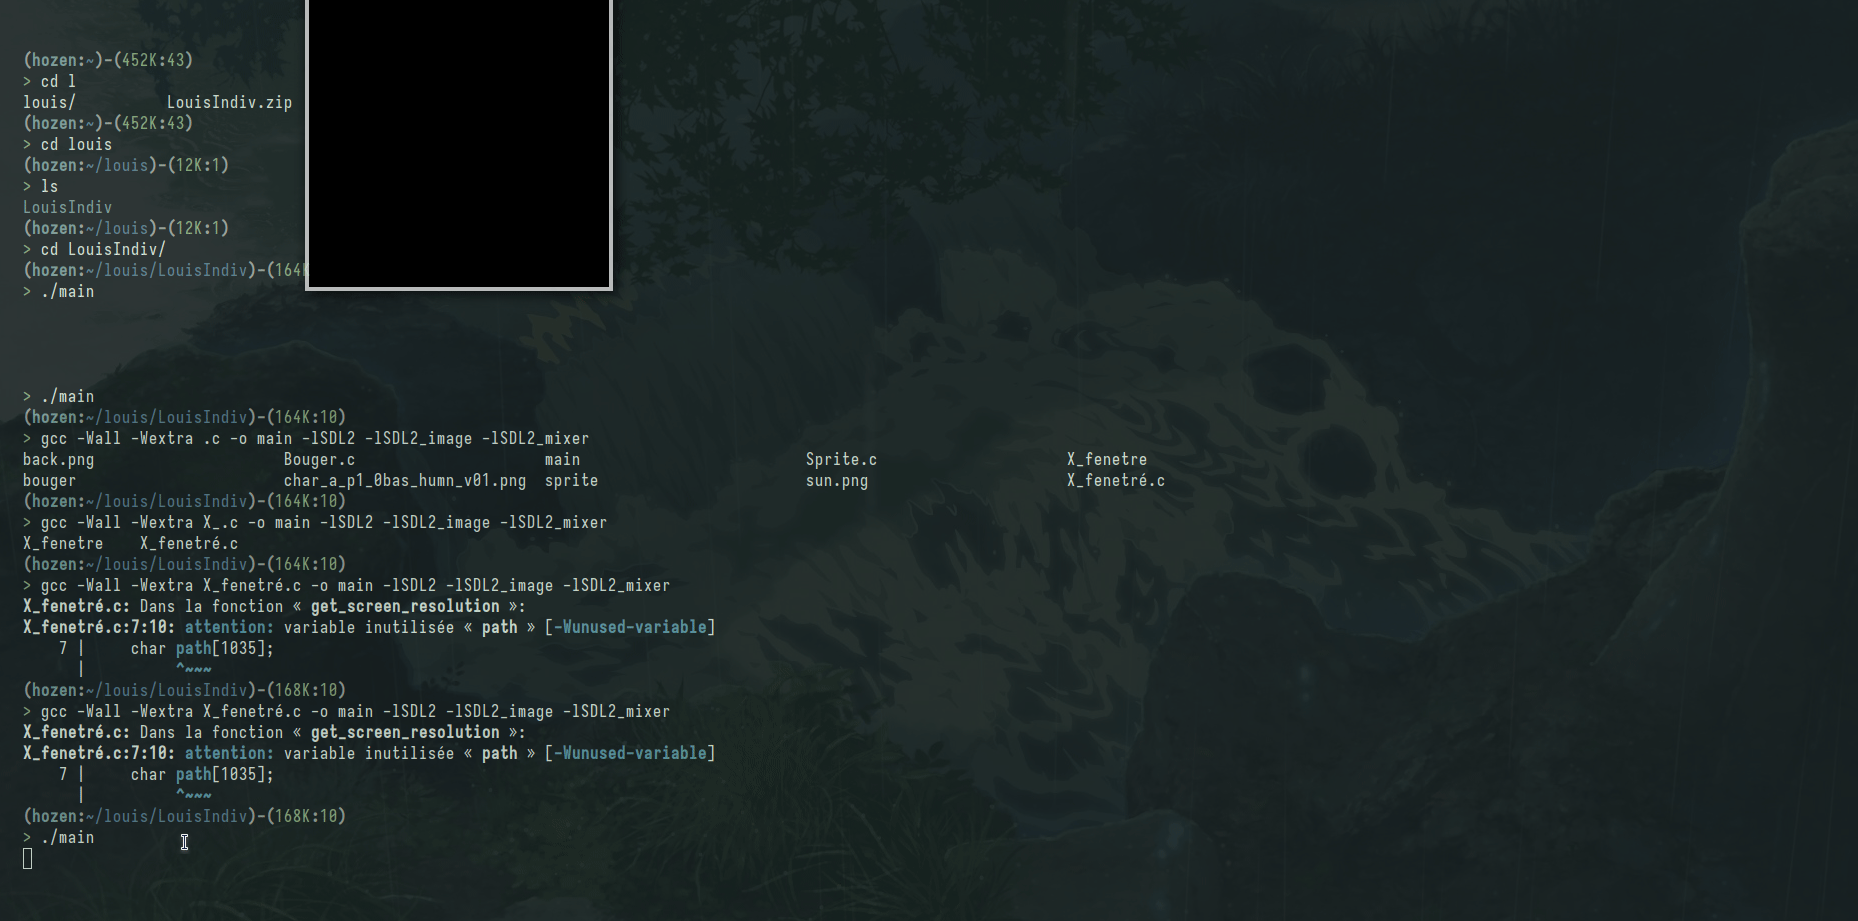 (hozen:~)-(452K:43)
> cd l
louis/          LouisIndiv.zip
(hozen:~)-(452K:43)
> cd louis
(hozen:~/louis)-(12K:1)
> ls
LouisIndiv
(hozen:~/louis)-(12K:1)
> cd LouisIndiv/
(hozen:~/louis/LouisIndiv)-(164K
> ./main
> ./main
(hozen:~/louis/LouisIndiv)-(164K:10)
> gcc -Wall -Wextra .c -o main -lSDL2 -lSDL2_image -lSDL2_mixer
back.png                     Bouger.c                     main                         Sprite.c                     X_fenetre
bouger                       char_a_p1_0bas_humn_v01.png  sprite                       sun.png                      X_fenetré.c
(hozen:~/louis/LouisIndiv)-(164K:10)
> gcc -Wall -Wextra X_.c -o main -lSDL2 -lSDL2_image -lSDL2_mixer
X_fenetre    X_fenetré.c
(hozen:~/louis/LouisIndiv)-(164K:10)
> gcc -Wall -Wextra X_fenetré.c -o main -lSDL2 -lSDL2_image -lSDL2_mixer
X_fenetré.c: Dans la fonction « get_screen_resolution »:
X_fenetré.c:7:10: attention: variable inutilisée « path » [-Wunused-variable]
    7 |     char path[1035];
      |          ^~~~
(hozen:~/louis/LouisIndiv)-(168K:10)
> gcc -Wall -Wextra X_fenetré.c -o main -lSDL2 -lSDL2_image -lSDL2_mixer
X_fenetré.c: Dans la fonction « get_screen_resolution »:
X_fenetré.c:7:10: attention: variable inutilisée « path » [-Wunused-variable]
    7 |     char path[1035];
      |          ^~~~
(hozen:~/louis/LouisIndiv)-(168K:10)
> ./main